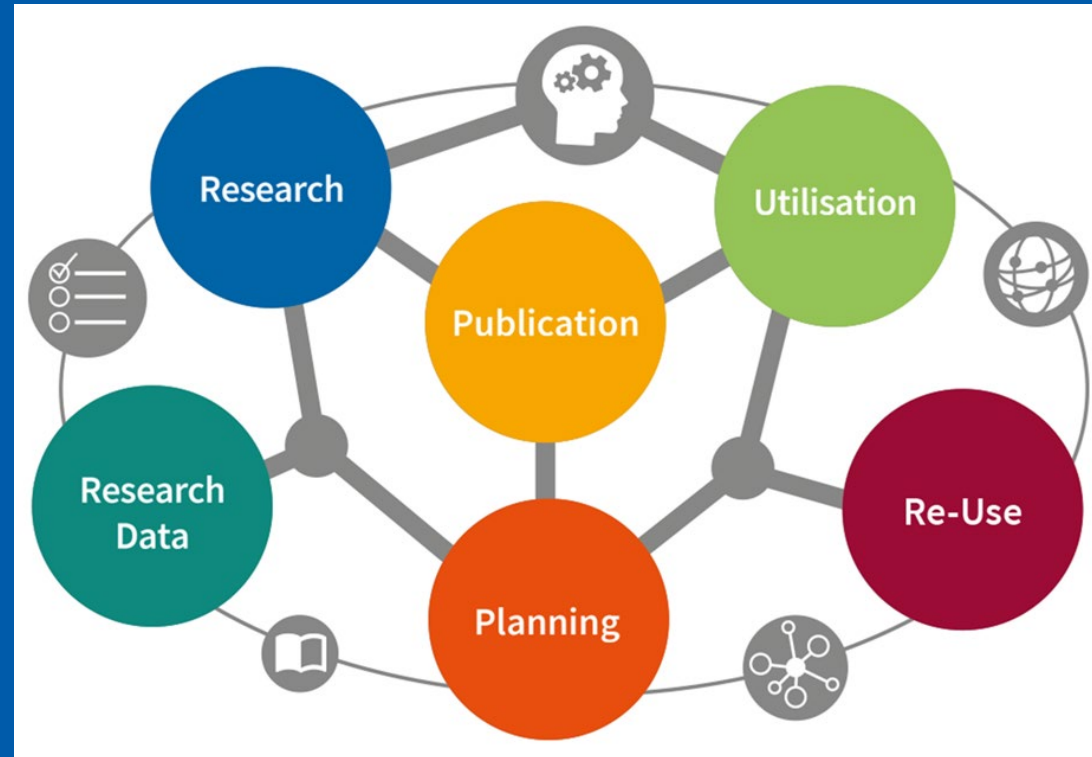 Research
Utilisation
Publication
Research
Data
Re-Use
Planning